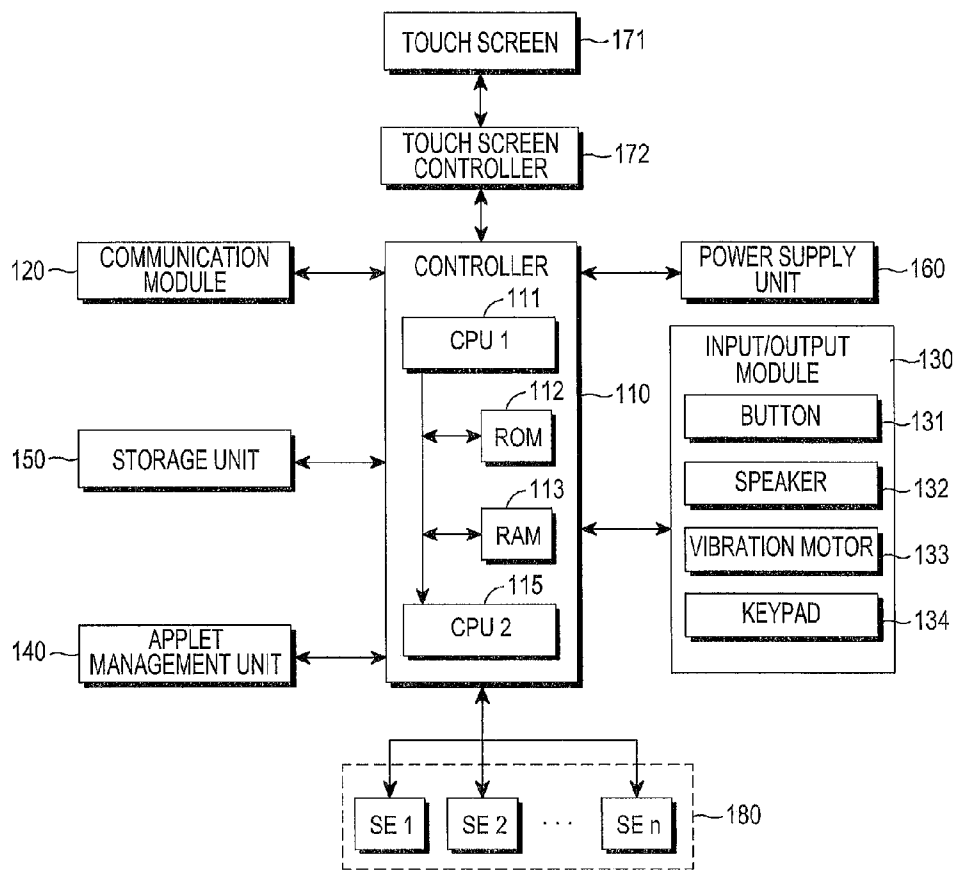 TOUCH SCREEN
171
TOUCH SCREEN
CONTROLLER
172
120
COMMUNICATION
MODULE
CONTROLLER
POWER SUPPLY
UNIT
160
111
CPU 1
INPUT/OUTPUT
MODULE
130
110
112
ROM
BUTTON
131
150
STORAGE UNIT
SPEAKER
132
113
RAM
VIBRATION MOTOR
133
115
CPU 2
KEYPAD
134
140
APPLET
MANAGEMENT UNIT
SE 1
SE 2
· · ·
SE n
180